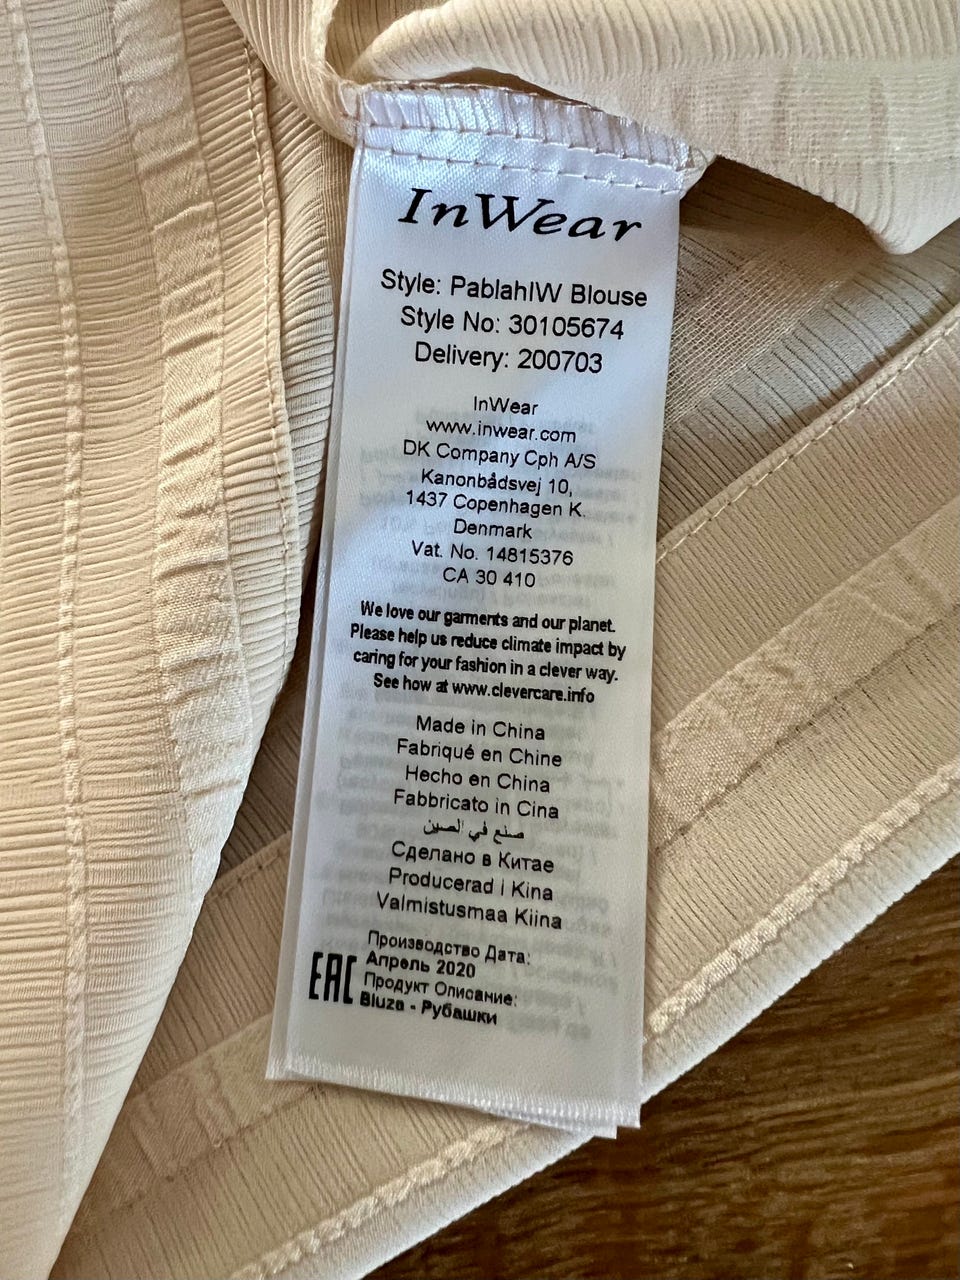 InWear
Style: PablahIW Blouse
Style No: 30105674
Delivery: 200703
InWear
www.inwear.com
DK Company Cph A/S
Kanonbådsvej 10,
1437 Copenhagen K.
Denmark
Vat. No. 14815376
CA 30 410
We love our garments and our planet.
Please help us reduce climate impact by
caring for your fashion in a clever way.
See how at www.clevercare.info
Made in China
Fabriqué en Chine
Hecho en China
Fabbricato in Cina
صنع في الصين
Сделано в Китае
Producerad i Kina
Valmistusmaa Kiina
Производство Дата:
Апрель 2020
EAC Продукт Описание:
Bluza - Рубашки